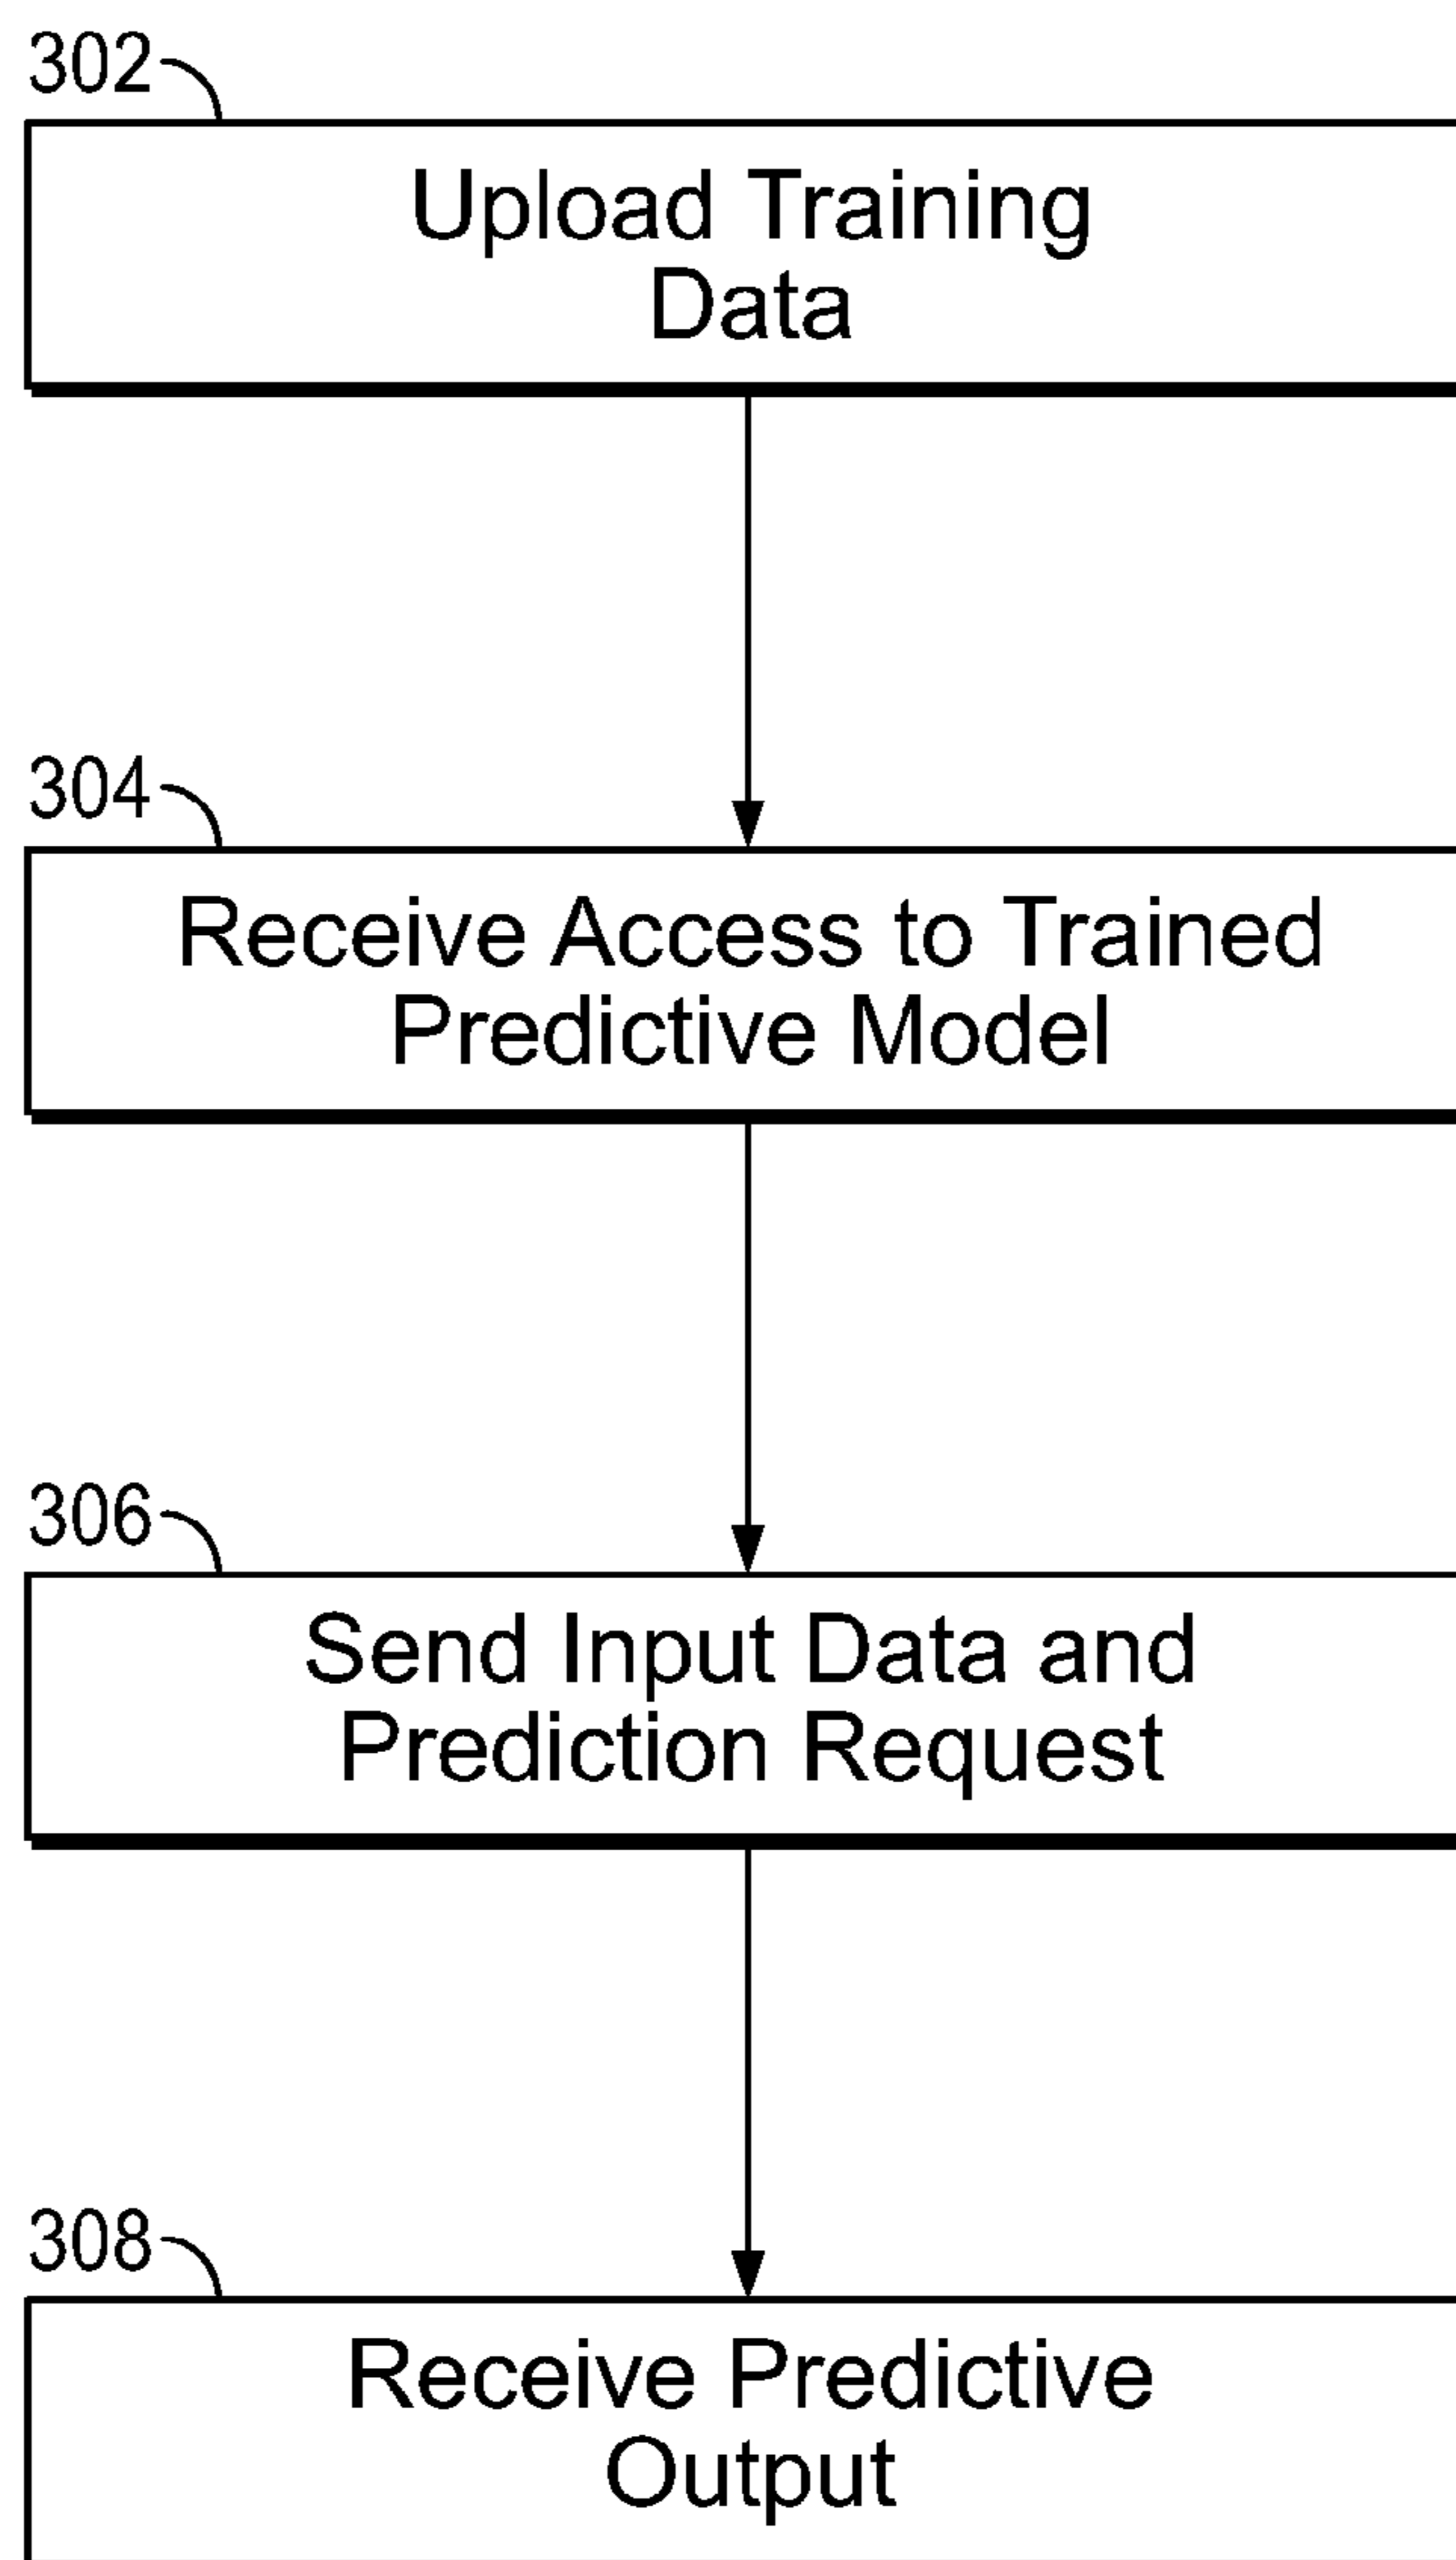 302
Upload Training
Data
304
Receive Access to Trained
Predictive Model
306
Send Input Data and
Prediction Request
308
Receive Predictive
Output